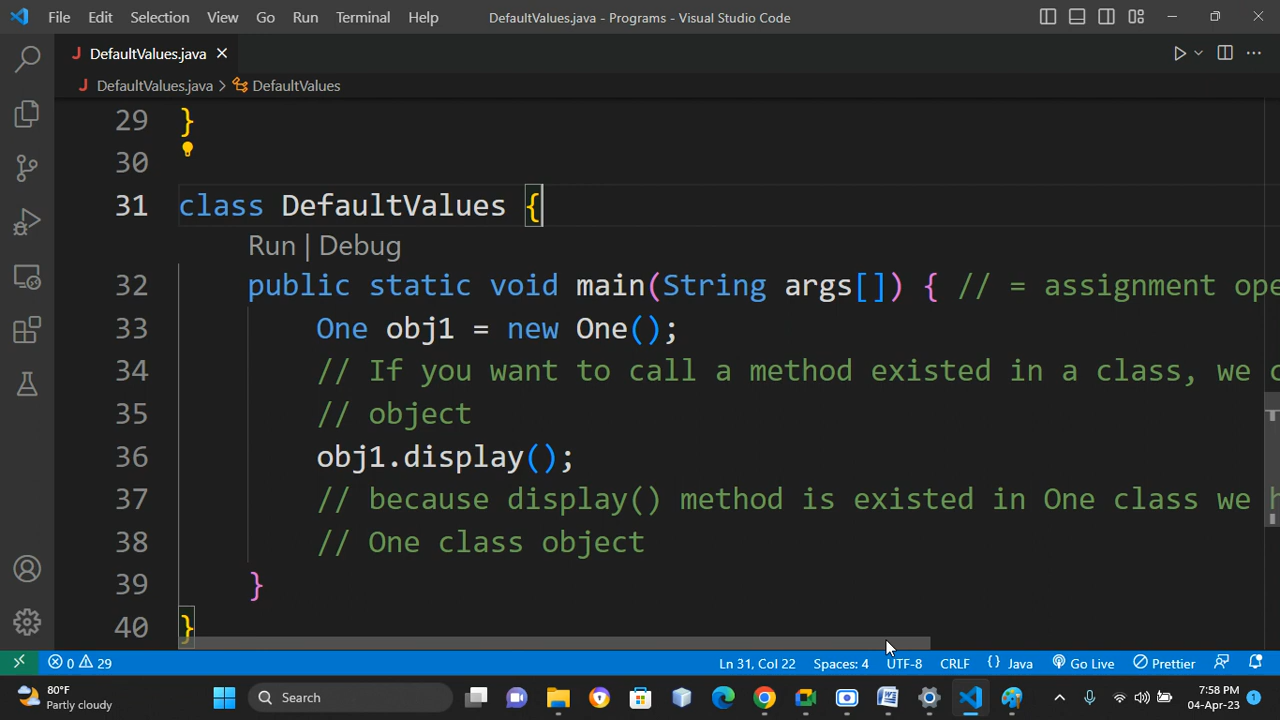 File Edit Selection View Go Run Terminal Help DefaultValues.java - Programs - Visual Studio Code
J DefaultValues.java
J DefaultValues.java > DefaultValues
29 }
30
31 class DefaultValues {
Run | Debug
32 public static void main(String args[]) { // = assignment ope
33 One obj1 = new One();
34 // If you want to call a method existed in a class, we c
35 // object
36 obj1.display();
37 // because display() method is existed in One class we h
38 // One class object
39 }
40 }
0 29 Ln 31, Col 22 Spaces: 4 UTF-8 CRLF {} Java Go Live Prettier
80°F
Partly cloudy
Search
7:58 PM
04-Apr-23
1